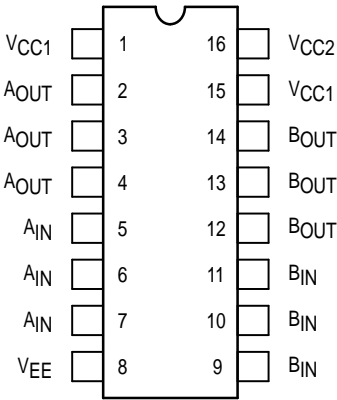 VCC1 1 16 VCC2
AOUT 2 15 VCC1
AOUT 3 14 BOUT
AOUT 4 13 BOUT
AIN 5 12 BOUT
AIN 6 11 BIN
AIN 7 10 BIN
VEE 8 9 BIN